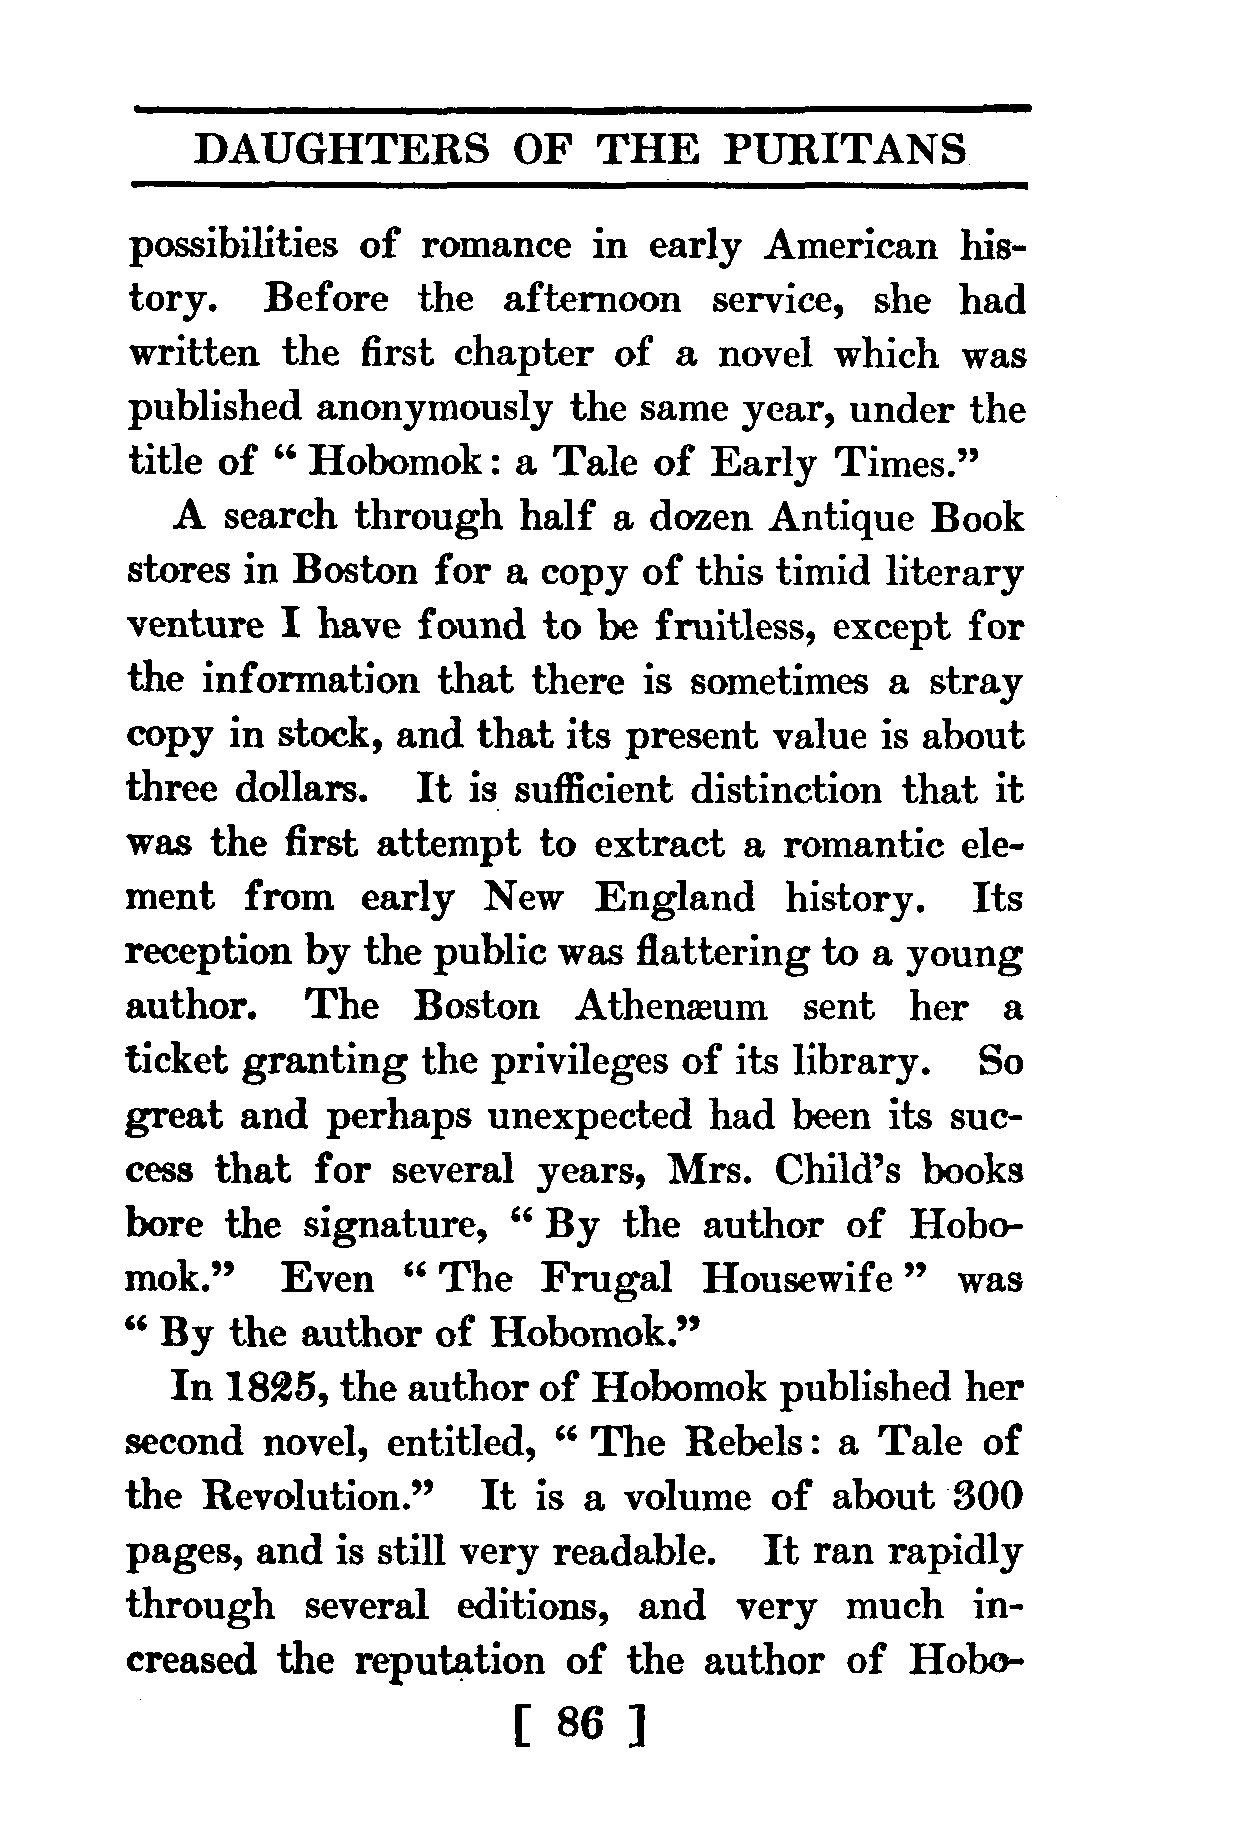 DAUGHTERS OF THE PURITANS
possibilities of romance in early American his-
tory. Before the afternoon service, she had
written the first chapter of a novel which was
published anonymously the same year, under the
title of “ Hobomok: a Tale of Early Times.”
A search through half a dozen Antique Book
stores in Boston for a copy of this timid literary
venture I have found to be fruitless, except for
the information that there is sometimes a stray
copy in stock, and that its present value is about
three dollars. It is sufficient distinction that it
was the first attempt to extract a romantic ele-
ment from early New England history. Its
reception by the public was flattering to a young
author. The Boston Athenæum sent her a
ticket granting the privileges of its library. So
great and perhaps unexpected had been its suc-
cess that for several years, Mrs. Child’s books
bore the signature, “ By the author of Hobo-
mok.” Even “ The Frugal Housewife ” was
“ By the author of Hobomok.”
In 1825, the author of Hobomok published her
second novel, entitled, “ The Rebels: a Tale of
the Revolution.” It is a volume of about 300
pages, and is still very readable. It ran rapidly
through several editions, and very much in-
creased the reputation of the author of Hobo-
[ 86 ]